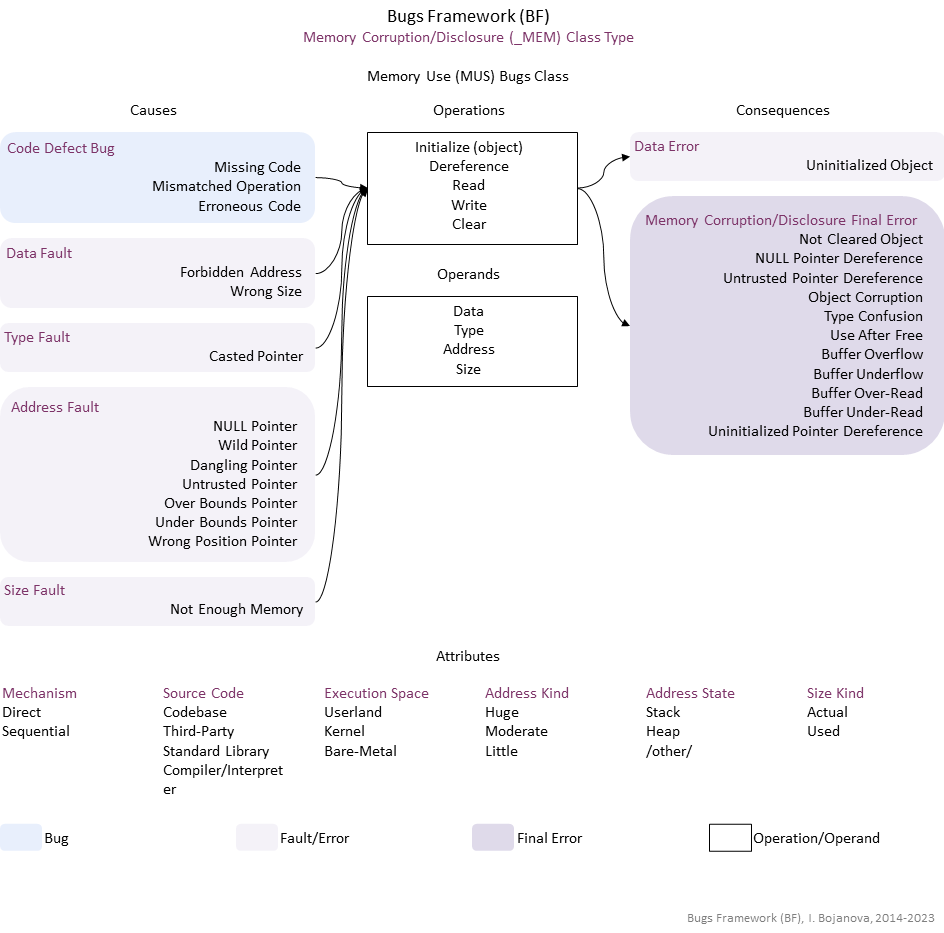 Bugs Framework (BF)
Memory Corruption/Disclosure (_MEM) Class Type
Memory Use (MUS) Bugs Class
Causes
Operations
Consequences
Code Defect Bug
Missing Code
Mismatched Operation
Erroneous Code
Data Fault
Forbidden Address
Wrong Size
Type Fault
Casted Pointer
Address Fault
NULL Pointer
Wild Pointer
Dangling Pointer
Untrusted Pointer
Over Bounds Pointer
Under Bounds Pointer
Wrong Position Pointer
Size Fault
Not Enough Memory
Initialize (object)
Dereference
Read
Write
Clear
Operands
Data
Type
Address
Size
Data Error
Uninitialized Object
Memory Corruption/Disclosure Final Error
Not Cleared Object
NULL Pointer Dereference
Untrusted Pointer Dereference
Object Corruption
Type Confusion
Use After Free
Buffer Overflow
Buffer Underflow
Buffer Over-Read
Buffer Under-Read
Uninitialized Pointer Dereference
Attributes
Mechanism
Direct
Sequential
Source Code
Codebase
Third-Party
Standard Library
Compiler/Interpret
er
Execution Space
Userland
Kernel
Bare-Metal
Address Kind
Huge
Moderate
Little
Address State
Stack
Heap
/other/
Size Kind
Actual
Used
Bug
Fault/Error
Final Error
Operation/Operand
Bugs Framework (BF), I. Bojanova, 2014-2023